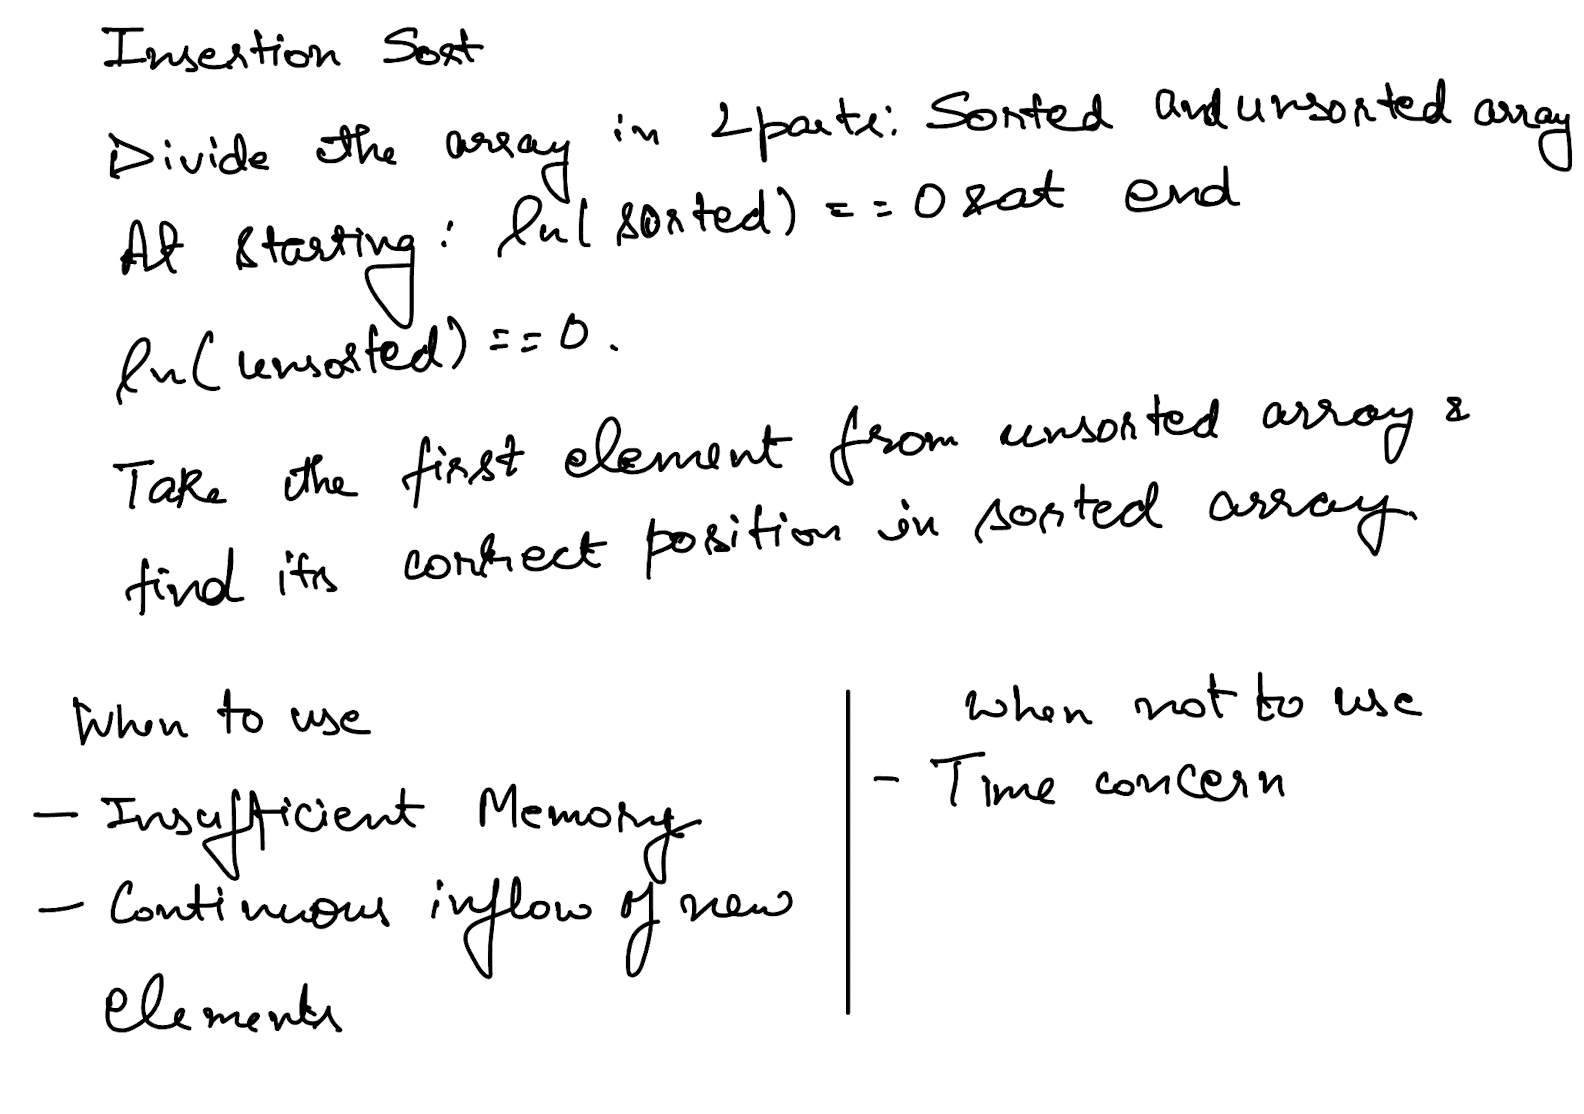 Insertion Sort
Divide the array in 2 parts: Sorted and unsorted array
At starting: ln(sorted) == 0 & at end
ln(unsorted) == 0.
Take the first element from unsorted array &
find its correct position in sorted array.
When to use
- Insufficient Memory
- Continuous inflow of new
elements
when not to use
- Time concern